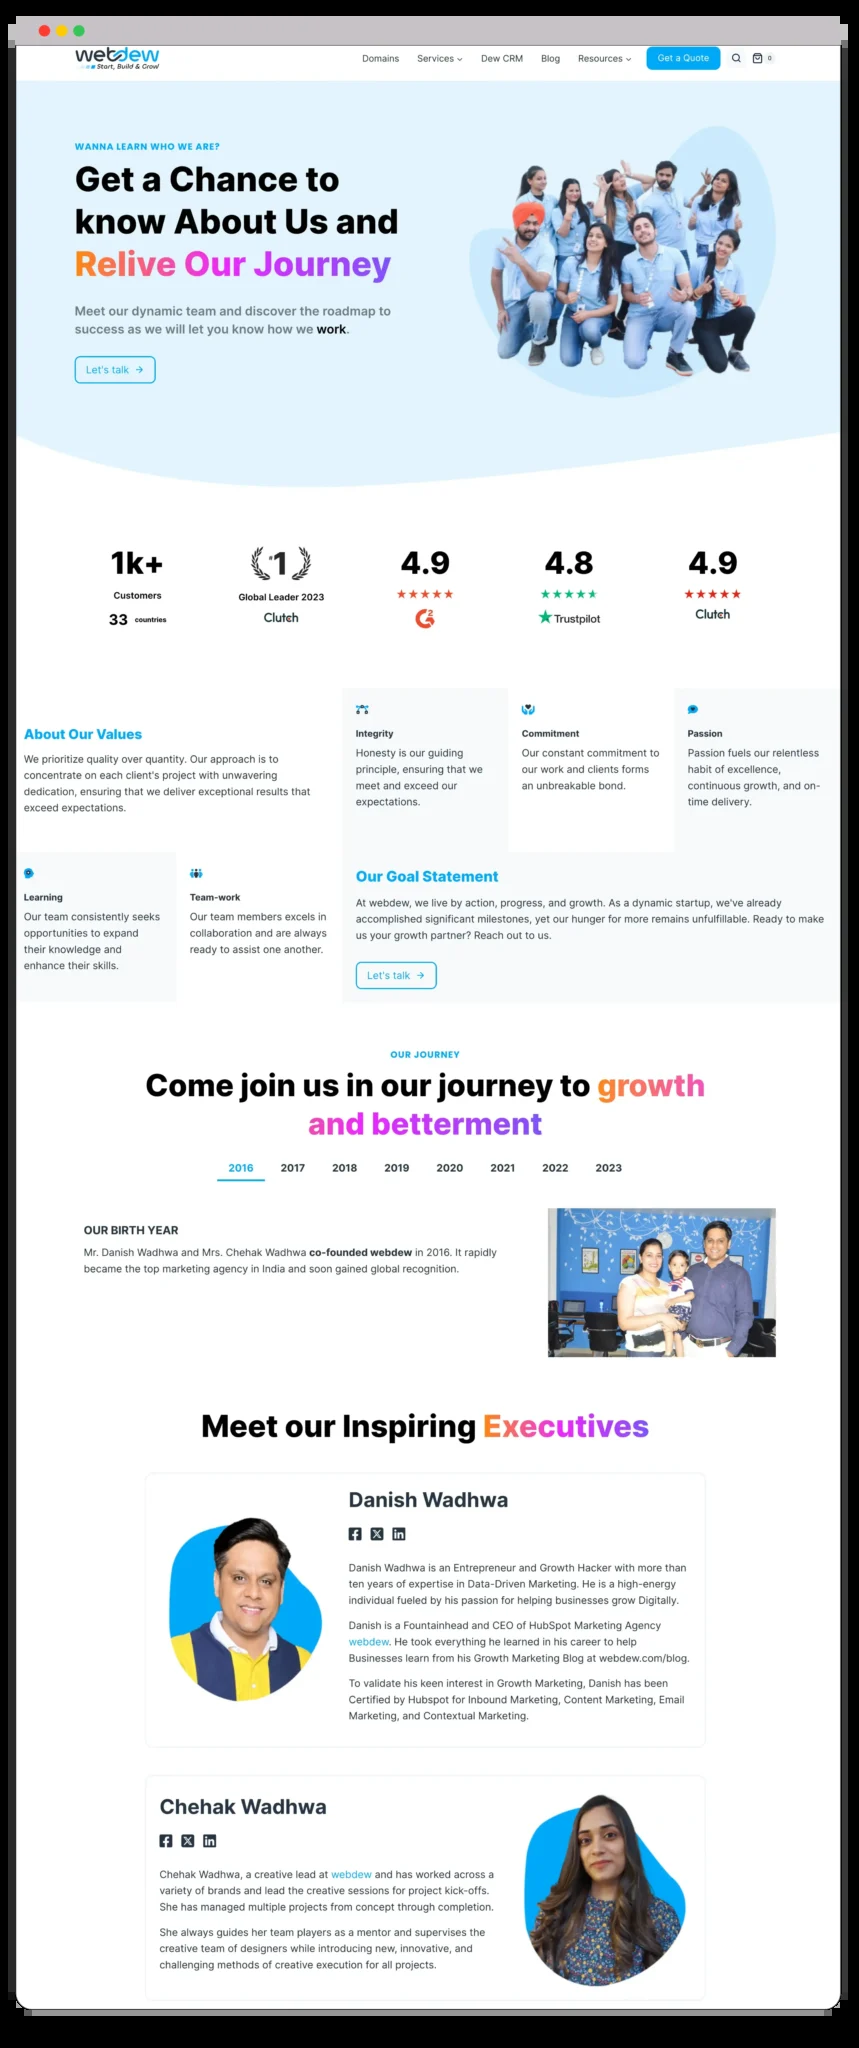 webdew
Start, Build & Grow
Domains Services Dew CRM Blog Resources Get a Quote 0
WANNA LEARN WHO WE ARE?
Get a Chance to
know About Us and
Relive Our Journey
Meet our dynamic team and discover the roadmap to
success as we will let you know how we work.
Let's talk →
1k+
Customers
33 countries
#1
Global Leader 2023
Clutch
4.9
G2
4.8
Trustpilot
4.9
Clutch
About Our Values
We prioritize quality over quantity. Our approach is to
concentrate on each client's project with unwavering
dedication, ensuring that we deliver exceptional results that
exceed expectations.
Integrity
Honesty is our guiding
principle, ensuring that we
meet and exceed our
expectations.
Commitment
Our constant commitment to
our work and clients forms
an unbreakable bond.
Passion
Passion fuels our relentless
habit of excellence,
continuous growth, and on-
time delivery.
Learning
Our team consistently seeks
opportunities to expand
their knowledge and
enhance their skills.
Team-work
Our team members excels in
collaboration and are always
ready to assist one another.
Our Goal Statement
At webdew, we live by action, progress, and growth. As a dynamic startup, we've already
accomplished significant milestones, yet our hunger for more remains unfulfillable. Ready to make
us your growth partner? Reach out to us.
Let's talk →
OUR JOURNEY
Come join us in our journey to growth
and betterment
2016 2017 2018 2019 2020 2021 2022 2023
OUR BIRTH YEAR
Mr. Danish Wadhwa and Mrs. Chehak Wadhwa co-founded webdew in 2016. It rapidly
became the top marketing agency in India and soon gained global recognition.
Meet our Inspiring Executives
Danish Wadhwa
Danish Wadhwa is an Entrepreneur and Growth Hacker with more than
ten years of expertise in Data-Driven Marketing. He is a high-energy
individual fueled by his passion for helping businesses grow Digitally.
Danish is a Fountainhead and CEO of HubSpot Marketing Agency
webdew. He took everything he learned in his career to help
Businesses learn from his Growth Marketing Blog at webdew.com/blog.
To validate his keen interest in Growth Marketing, Danish has been
Certified by Hubspot for Inbound Marketing, Content Marketing, Email
Marketing, and Contextual Marketing.
Chehak Wadhwa
Chehak Wadhwa, a creative lead at webdew and has worked across a
variety of brands and lead the creative sessions for project kick-offs.
She has managed multiple projects from concept through completion.
She always guides her team players as a mentor and supervises the
creative team of designers while introducing new, innovative, and
challenging methods of creative execution for all projects.